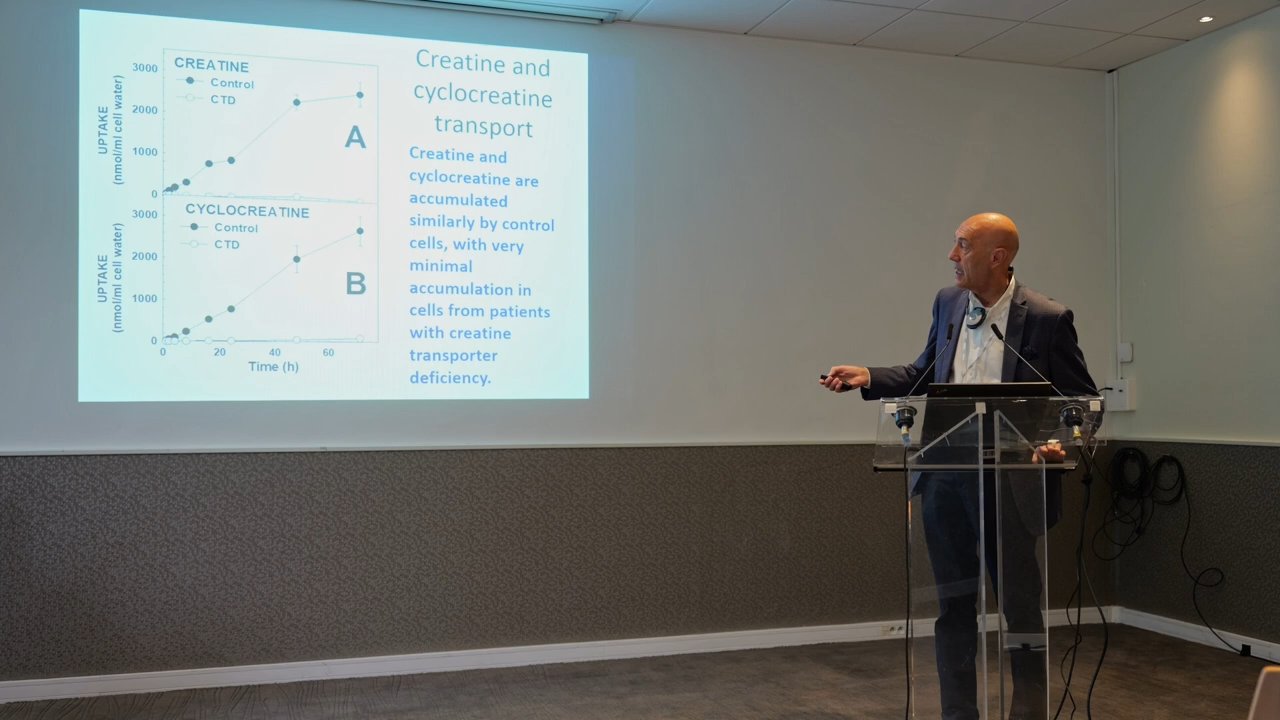 CREATINE
Control
CTD
A
UPTAKE
(nmol/ml cell water)
3000
2000
1000
0
CYCLOCREATINE
Control
CTD
B
UPTAKE
(nmol/ml cell water)
3000
2000
1000
0
0 20 40 60
Time (h)
Creatine and
cyclocreatine
transport
Creatine and
cyclocreatine are
accumulated
similarly by control
cells, with very
minimal
accumulation in
cells from patients
with creatine
transporter
deficiency.